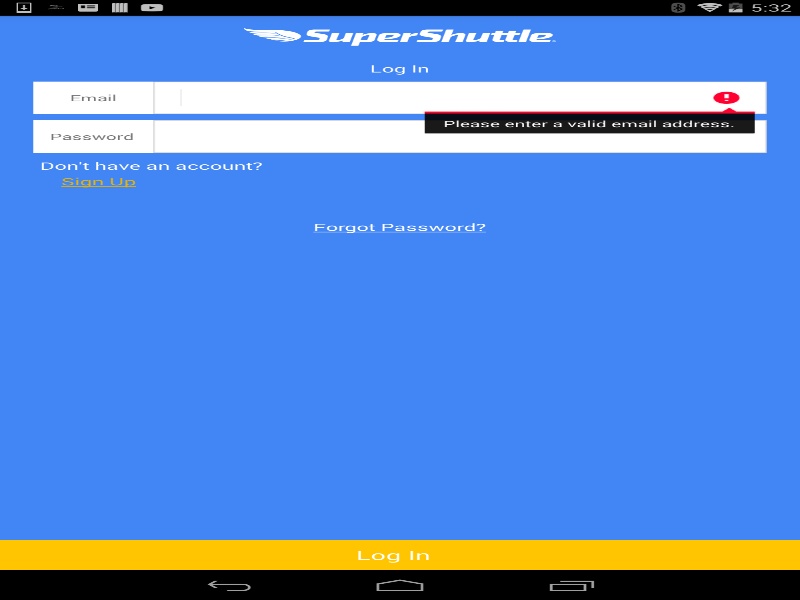 5:32
SuperShuttle
Log In
Email
Please enter a valid email address.
Password
Don't have an account?
Sign Up
Forgot Password?
Log In